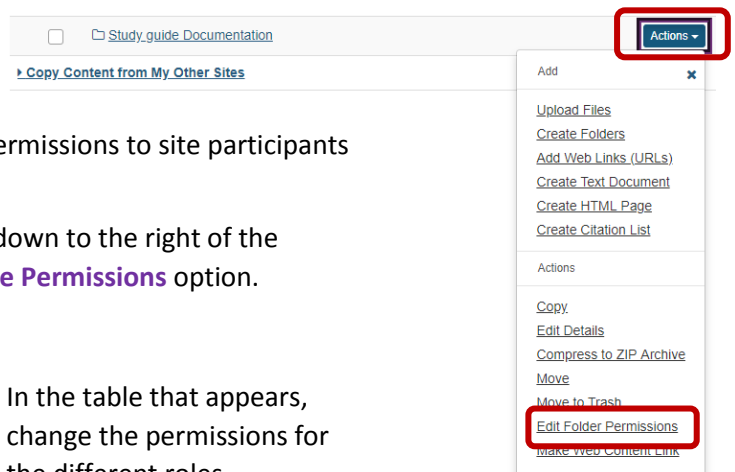 Study guide Documentation
Actions
Copy Content from My Other Sites
ermissions to site participants
down to the right of the
e Permissions option.
In the table that appears,
change the permissions for
the different roles
Add
Upload Files
Create Folders
Add Web Links (URLs)
Create Text Document
Create HTML Page
Create Citation List
Actions
Copy
Edit Details
Compress to ZIP Archive
Move
Move to Trash
Edit Folder Permissions
Make Web Content Link